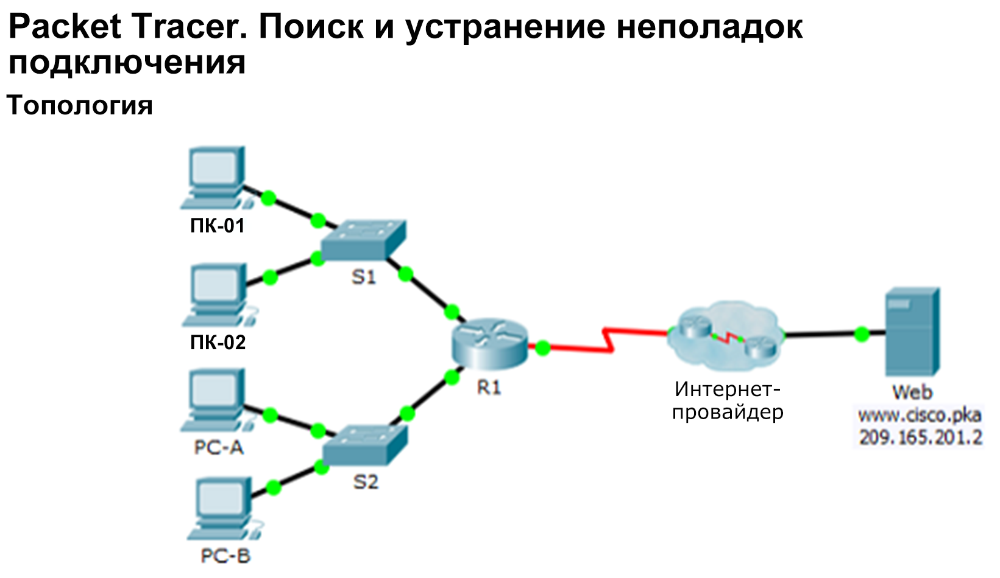 Packet Tracer. Поиск и устранение неполадок
подключения
Топология
ПК-01
S1
ПК-02
R1
Интернет-
провайдер
Web
www.cisco.pka
209.165.201.2
PC-A
S2
PC-B